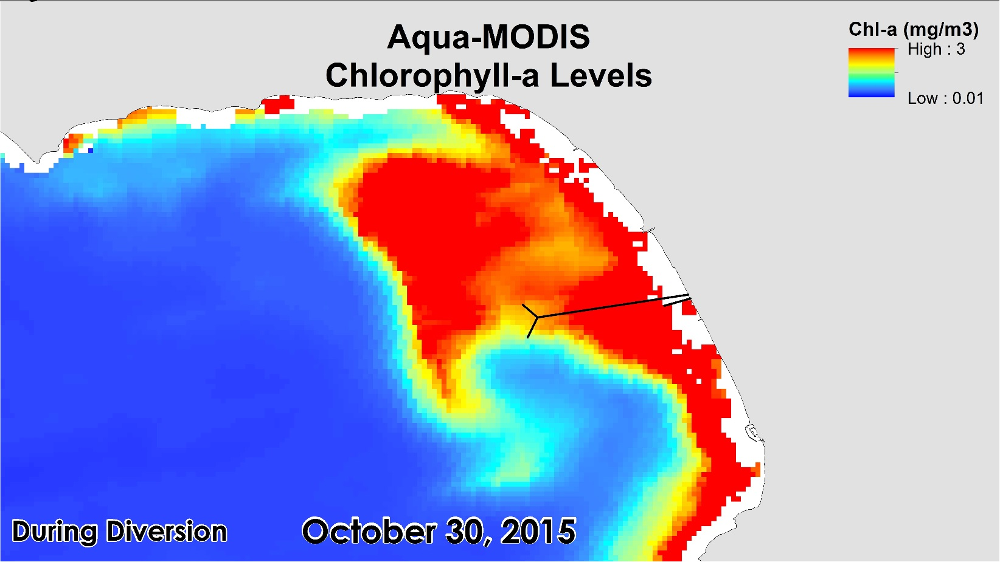 Aqua-MODIS
Chlorophyll-a Levels
Chl-a (mg/m3)
High : 3
Low : 0.01
During Diversion
October 30, 2015